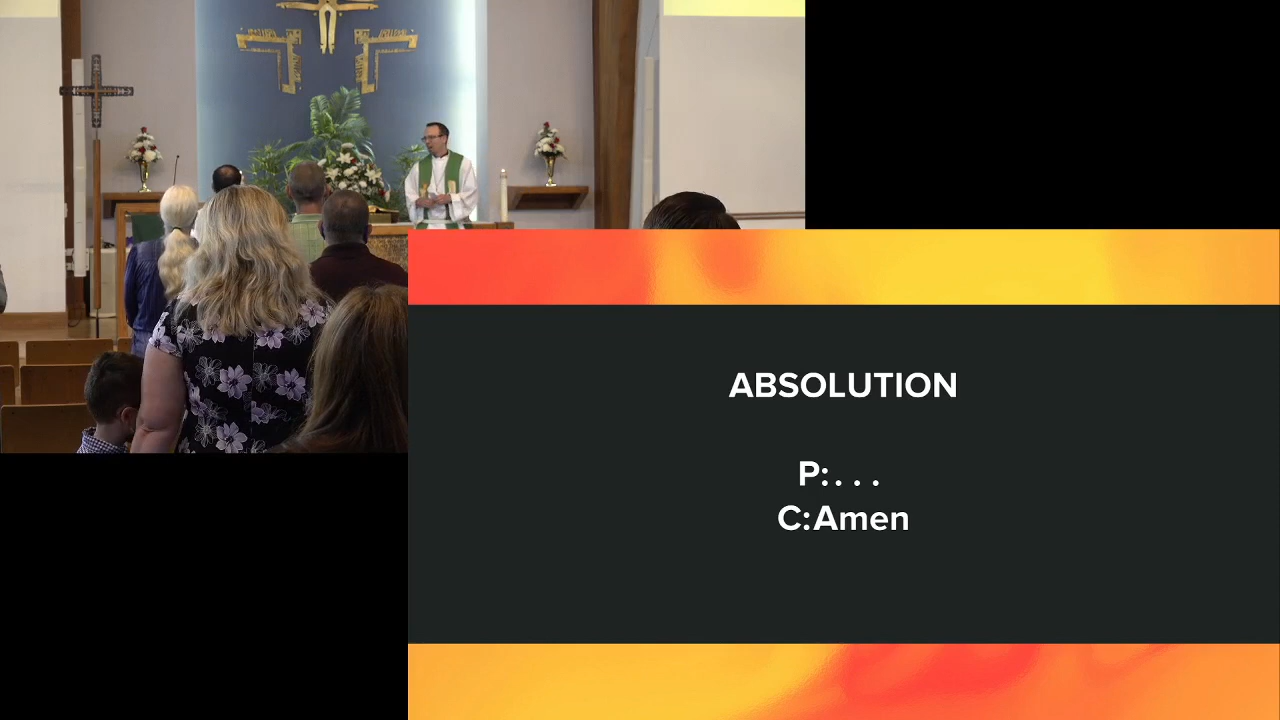 ABSOLUTION
P:. . .
C:Amen